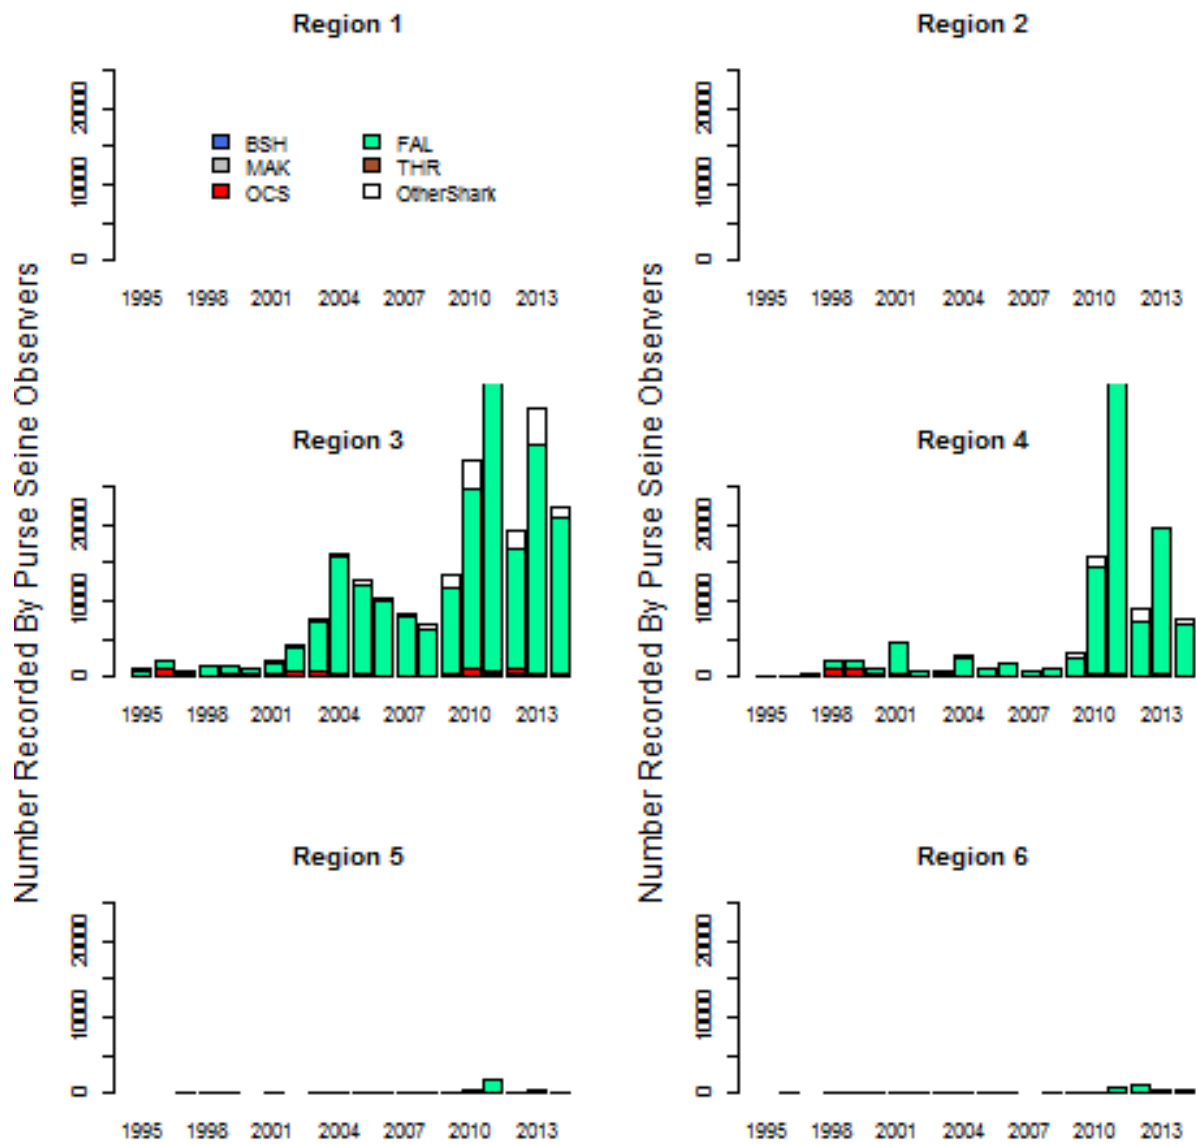 Region 1
Region 2
20000
10000
0
BSH
FAL
MAK
THR
OCS
OtherShark
1995 1998 2001 2004 2007 2010 2013
20000
10000
0
1995 1998 2001 2004 2007 2010 2013
Number Recorded By Purse Seine Observers
Number Recorded By Purse Seine Observers
Region 3
Region 4
20000
10000
0
1995 1998 2001 2004 2007 2010 2013
20000
10000
0
1995 1998 2001 2004 2007 2010 2013
Region 5
Region 6
20000
10000
0
1995 1998 2001 2004 2007 2010 2013
20000
10000
0
1995 1998 2001 2004 2007 2010 2013